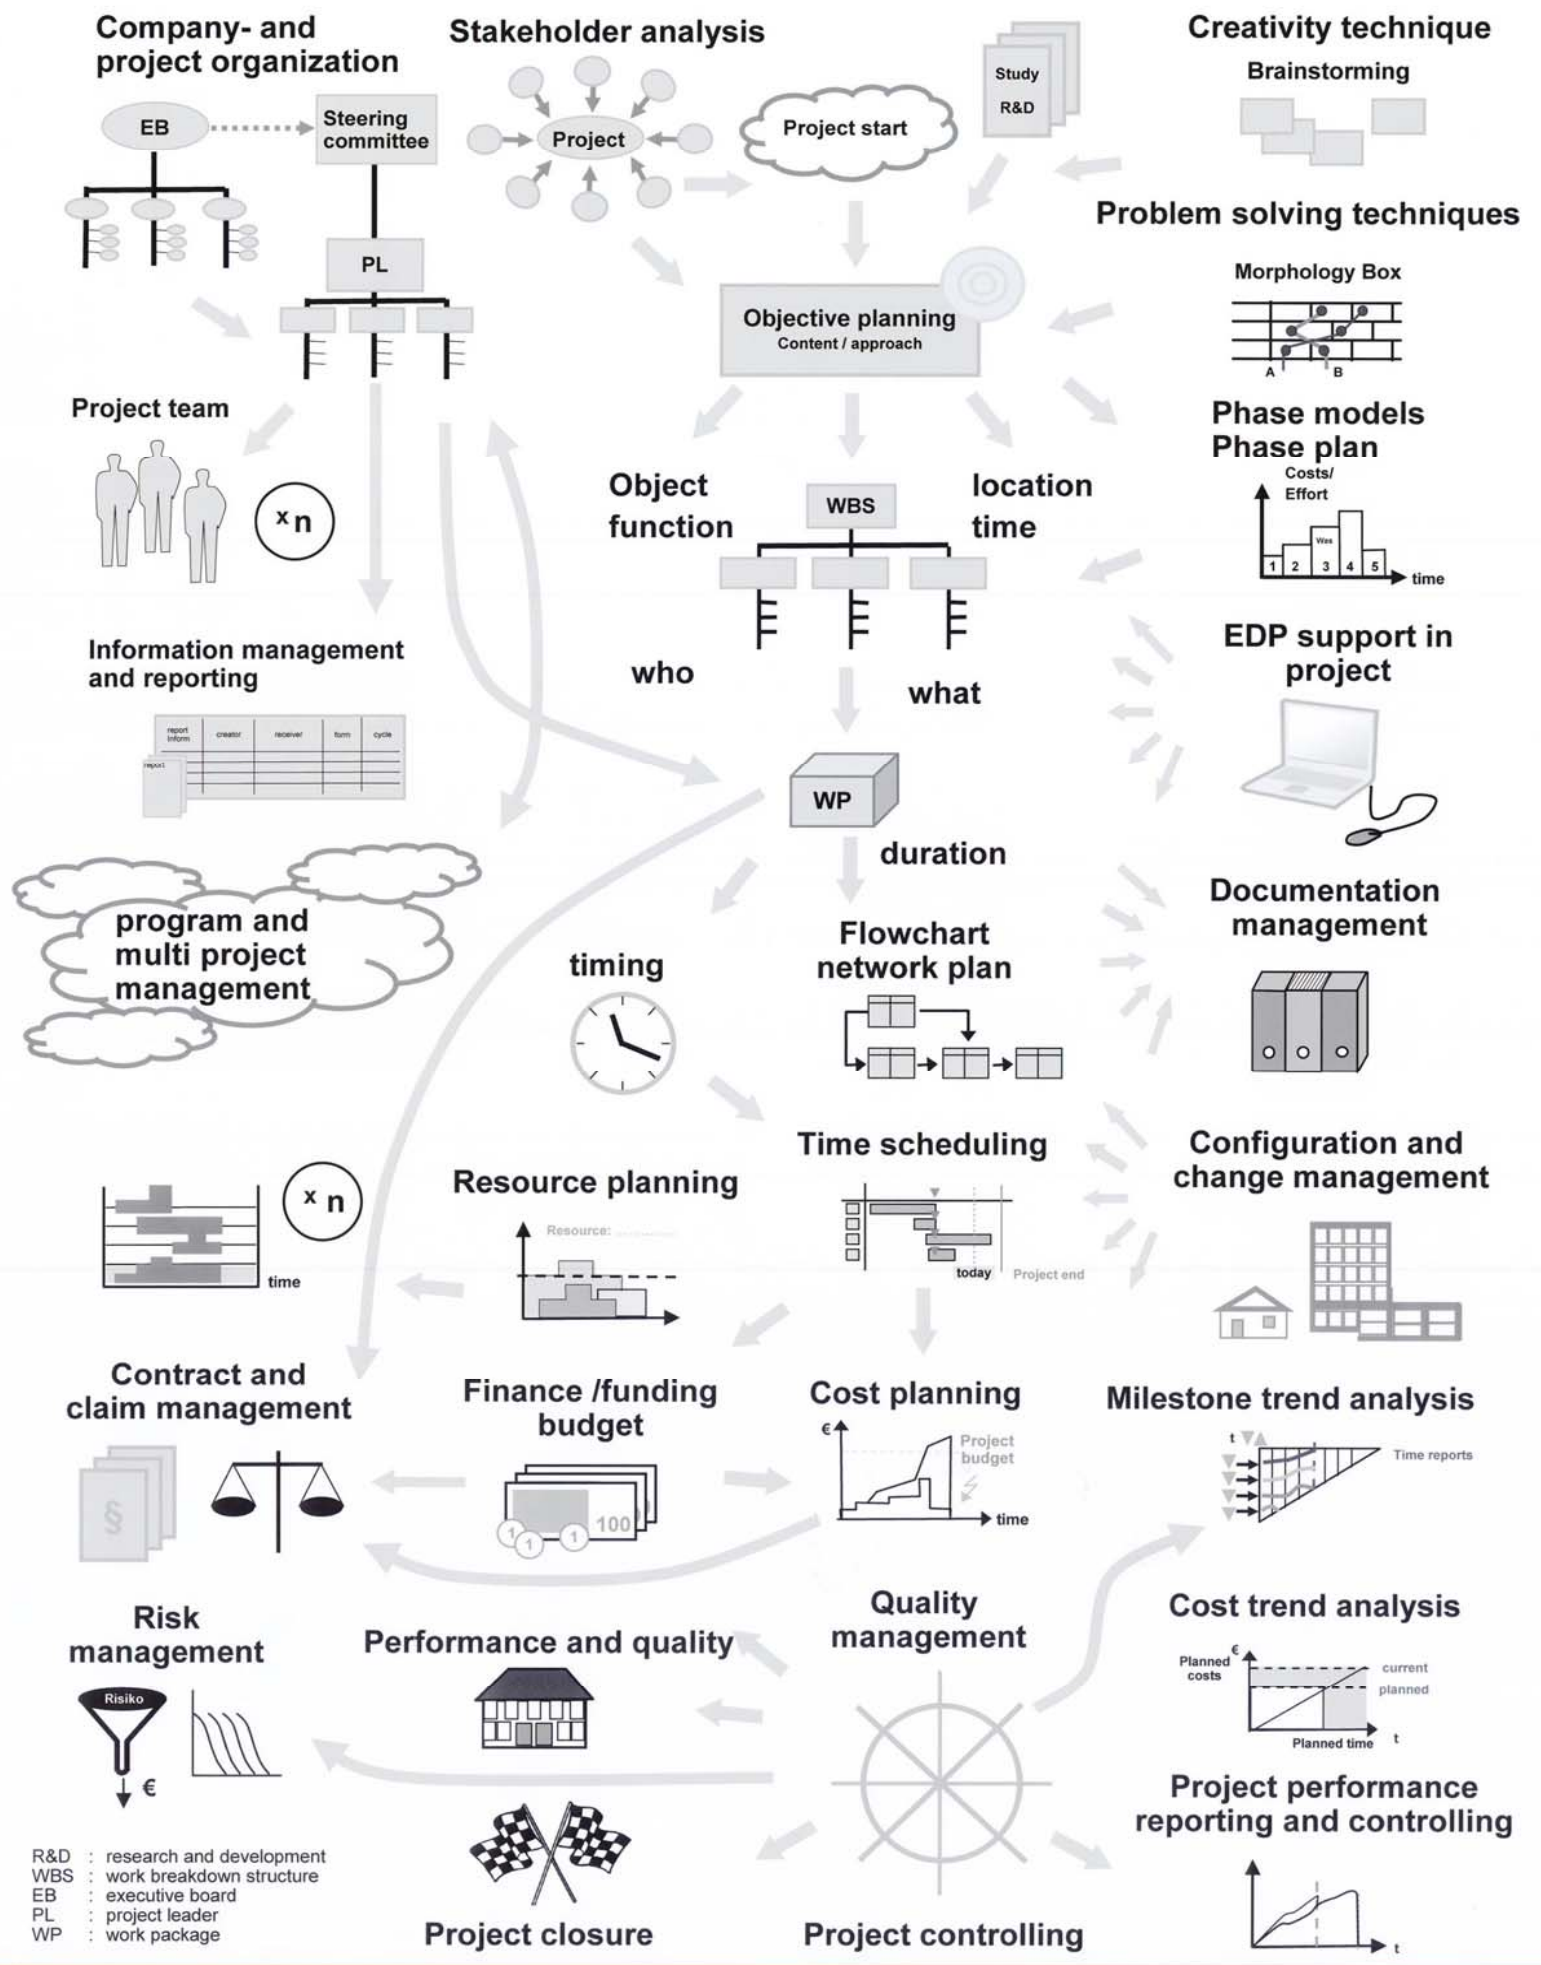 Company- and
project organization
EB
Steering
committee
PL
Stakeholder analysis
Project
Project start
Study
R&D
Creativity technique
Brainstorming
Problem solving techniques
Morphology Box
A
B
Objective planning
Content / approach
Project team
x n
Object
function
WBS
location
time
Phase models
Phase plan
Costs/
Effort
Was
1
2
3
4
5
time
Information management
and reporting
report
Inform
creator
receiver
form
cycle
report
who
what
EDP support in
project
WP
duration
program and
multi project
management
timing
Flowchart
network plan
Documentation
management
x n
time
Resource planning
Resource:
Time scheduling
today
Project end
Configuration and
change management
Contract and
claim management
§
Finance /funding
budget
100
1
1
1
Cost planning
€
Project
budget
time
Milestone trend analysis
t
Time reports
Risk
management
Risiko
€
Performance and quality
Quality
management
Cost trend analysis
€
Planned
costs
current
planned
Planned time
t
Project performance
reporting and controlling
t
R&D : research and development
WBS : work breakdown structure
EB : executive board
PL : project leader
WP : work package
Project closure
Project controlling